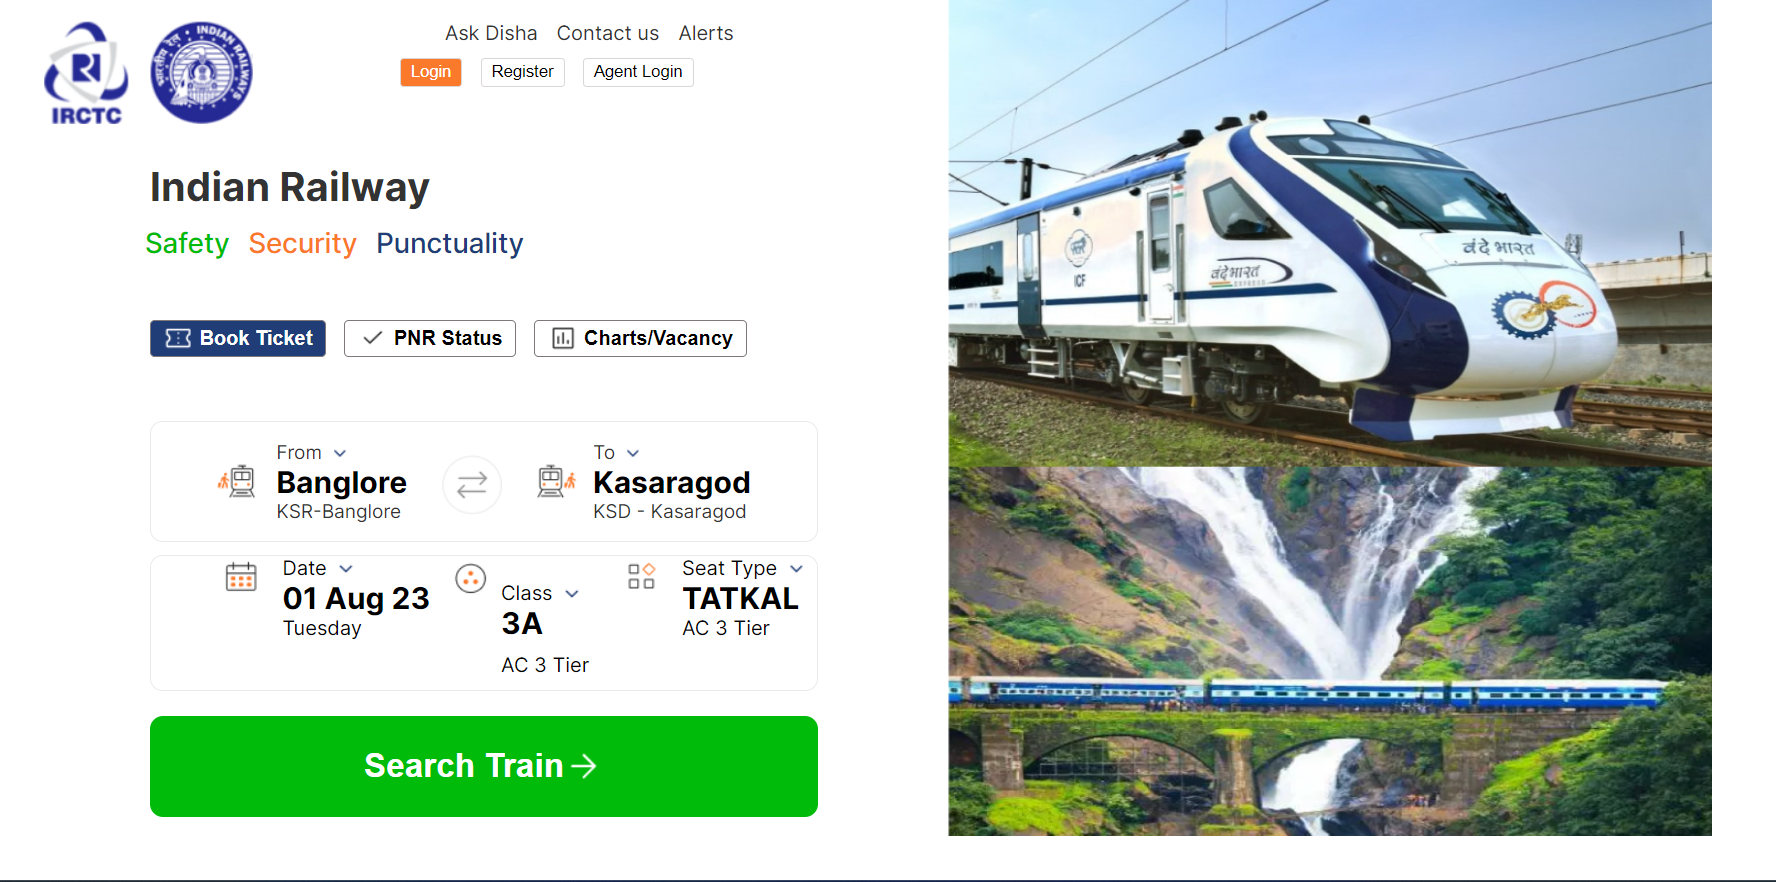 Ask Disha Contact us Alerts
Login Register Agent Login
IRCTC
भारतीय रेल INDIAN RAILWAYS
Indian Railway
Safety Security Punctuality
Book Ticket PNR Status Charts/Vacancy
From To
Banglore Kasaragod
KSR-Banglore KSD - Kasaragod
Date Seat Type
01 Aug 23 TATKAL
Tuesday AC 3 Tier
Class
3A
AC 3 Tier
Search Train
वंदे भारत
वंदे भारत
EXPRESS
ICF